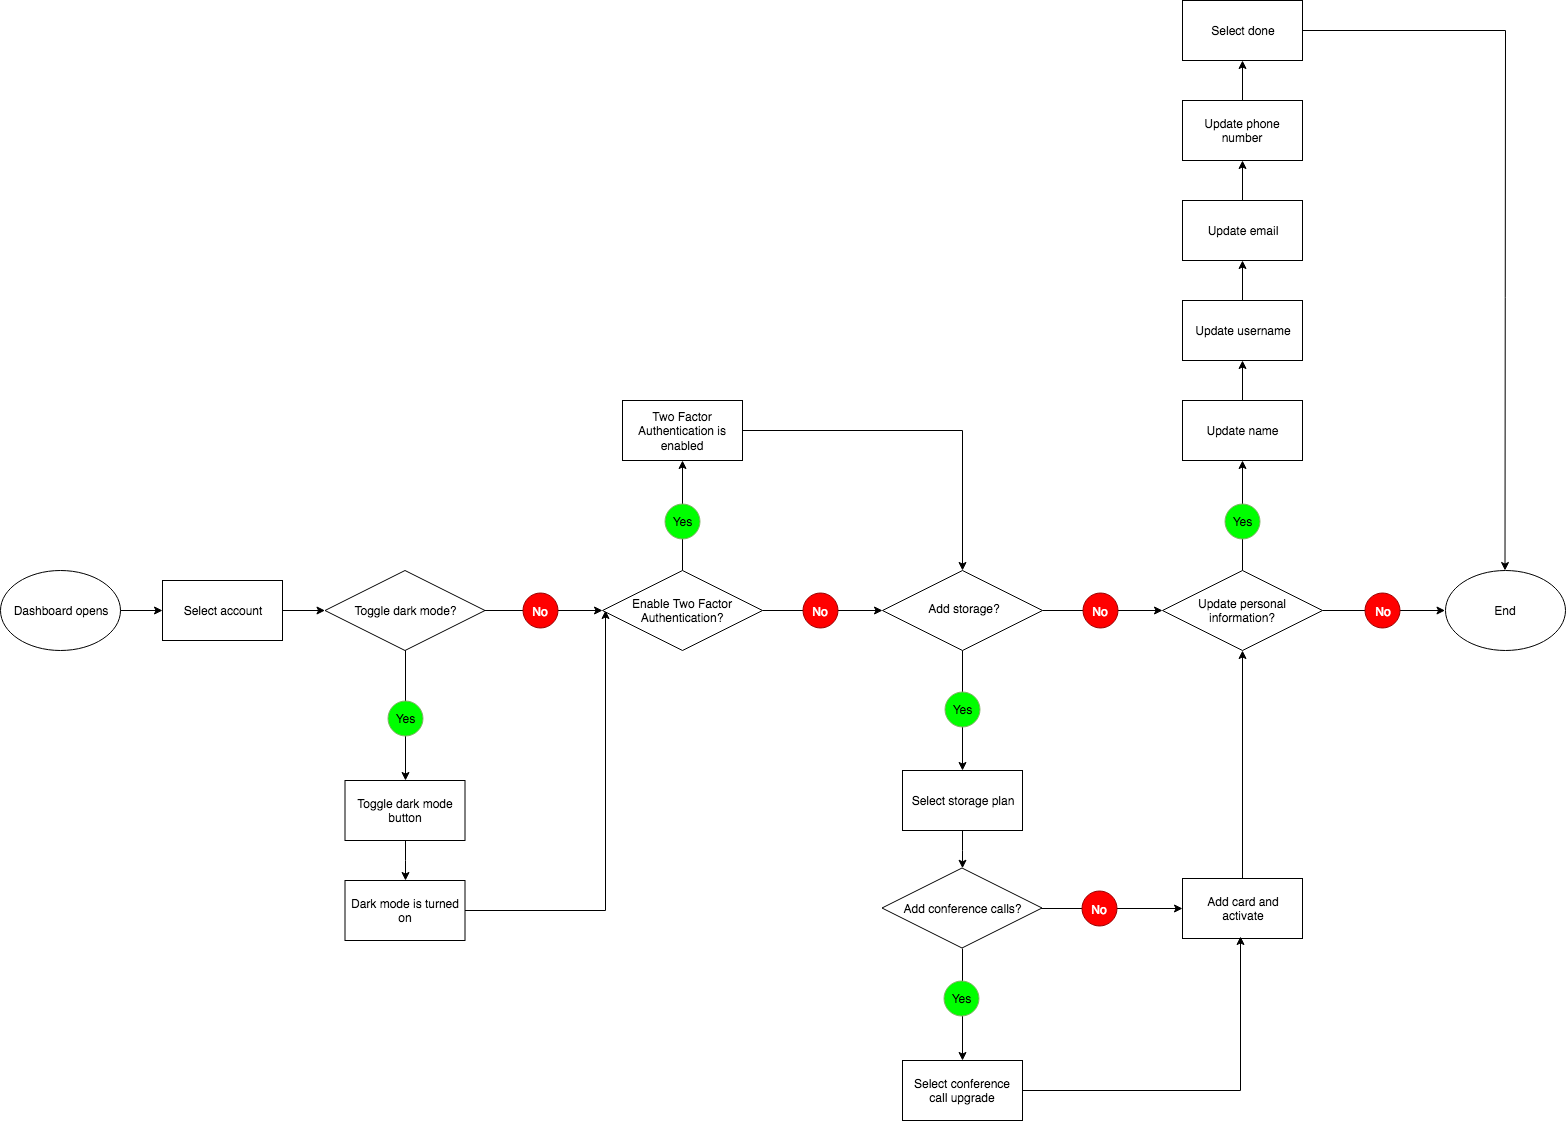 Select done
Update phone
number
Update email
Update username
Two Factor
Authentication is
enabled
Update name
Yes
Yes
Dashboard opens
Select account
Toggle dark mode?
No
Enable Two Factor
Authentication?
No
Add storage?
No
Update personal
information?
No
End
Yes
Yes
Toggle dark mode
button
Select storage plan
Dark mode is turned
on
Add conference calls?
No
Add card and
activate
Yes
Select conference
call upgrade